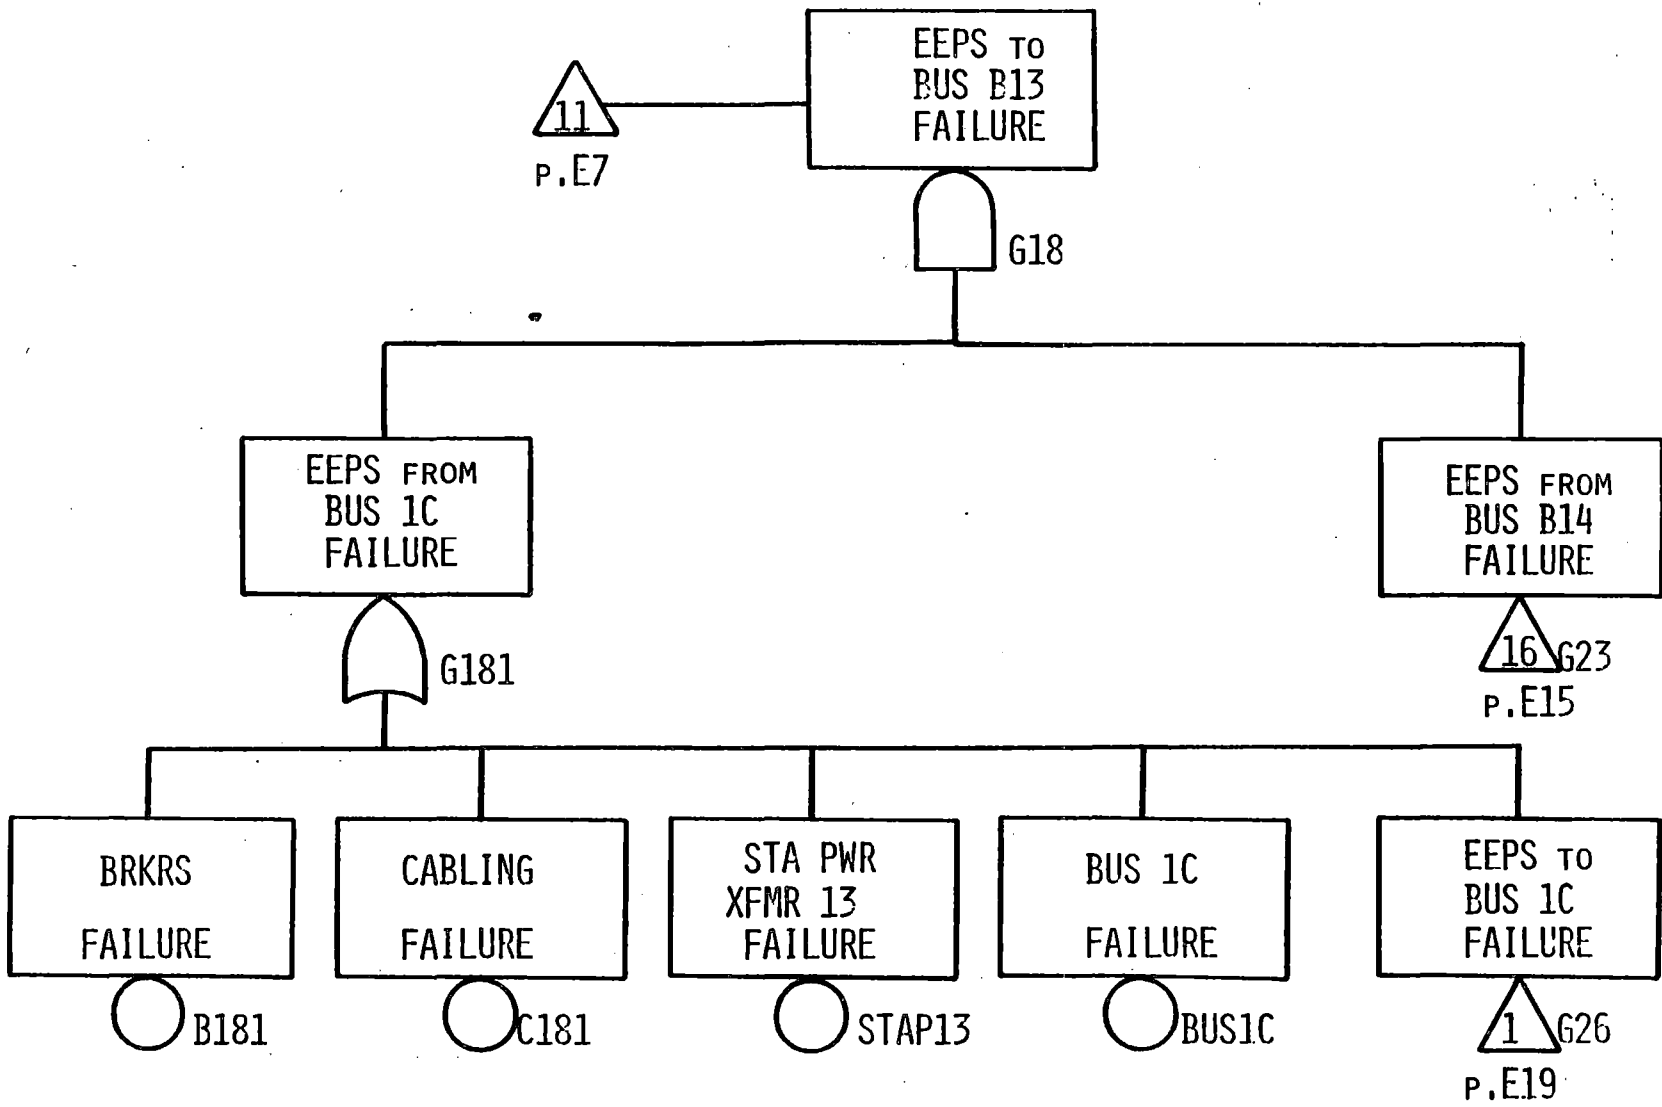 EEPS TO
BUS B13
FAILURE
11
P.E7
G18
EEPS FROM
BUS 1C
FAILURE
EEPS FROM
BUS B14
FAILURE
G181
16 G23
P.E15
BRKRS
FAILURE
CABLING
FAILURE
STA PWR
XFMR 13
FAILURE
BUS 1C
FAILURE
EEPS TO
BUS 1C
FAILURE
B181
C181
STAP13
BUS1C
1 G26
P.E19